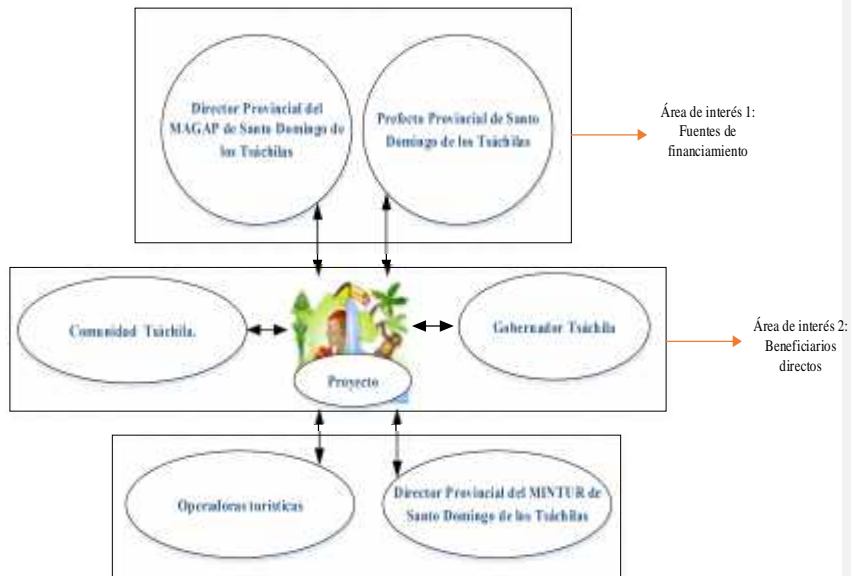 Director Provincial del
MAGAP de Santo Domingo de
los Tsáchilas
Prefecto Provincial de Santo
Domingo de los Tsáchilas
Área de interés 1:
Fuentes de
financiamiento
Comunidad Tsáchila.
Proyecto
Gobernador Tsáchila
Área de interés 2:
Beneficiarios
directos
Operadoras turísticas
Director Provincial del MINTUR de
Santo Domingo de los Tsáchilas